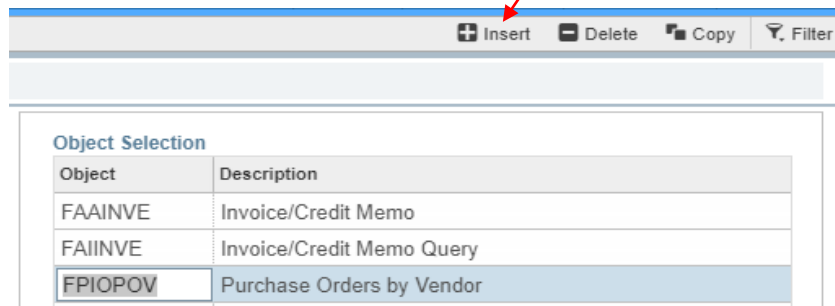 Insert Delete Copy Filter
Object Selection
Object Description
FAAINVE Invoice/Credit Memo
FAIINVE Invoice/Credit Memo Query
FPIOPOV Purchase Orders by Vendor